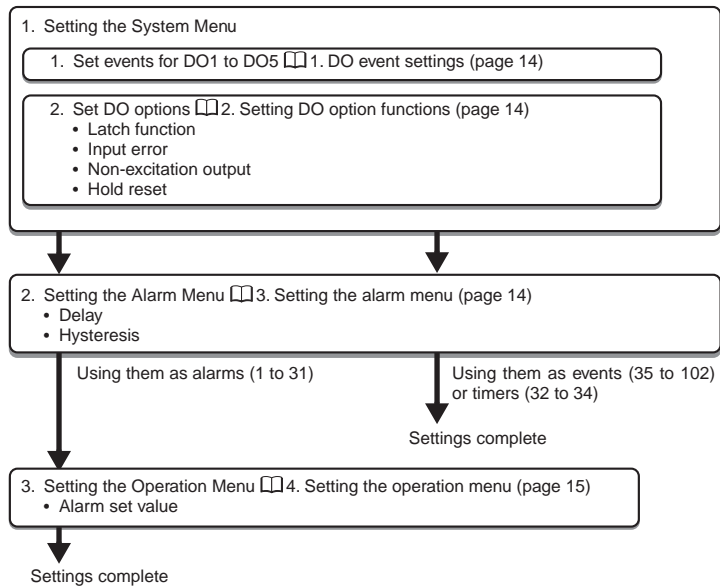 1. Setting the System Menu
1. Set events for DO1 to DO5 1. DO event settings (page 14)
2. Set DO options 2. Setting DO option functions (page 14)
• Latch function
• Input error
• Non-excitation output
• Hold reset
2. Setting the Alarm Menu 3. Setting the alarm menu (page 14)
• Delay
• Hysteresis
Using them as alarms (1 to 31)
Using them as events (35 to 102)
or timers (32 to 34)
Settings complete
3. Setting the Operation Menu 4. Setting the operation menu (page 15)
• Alarm set value
Settings complete